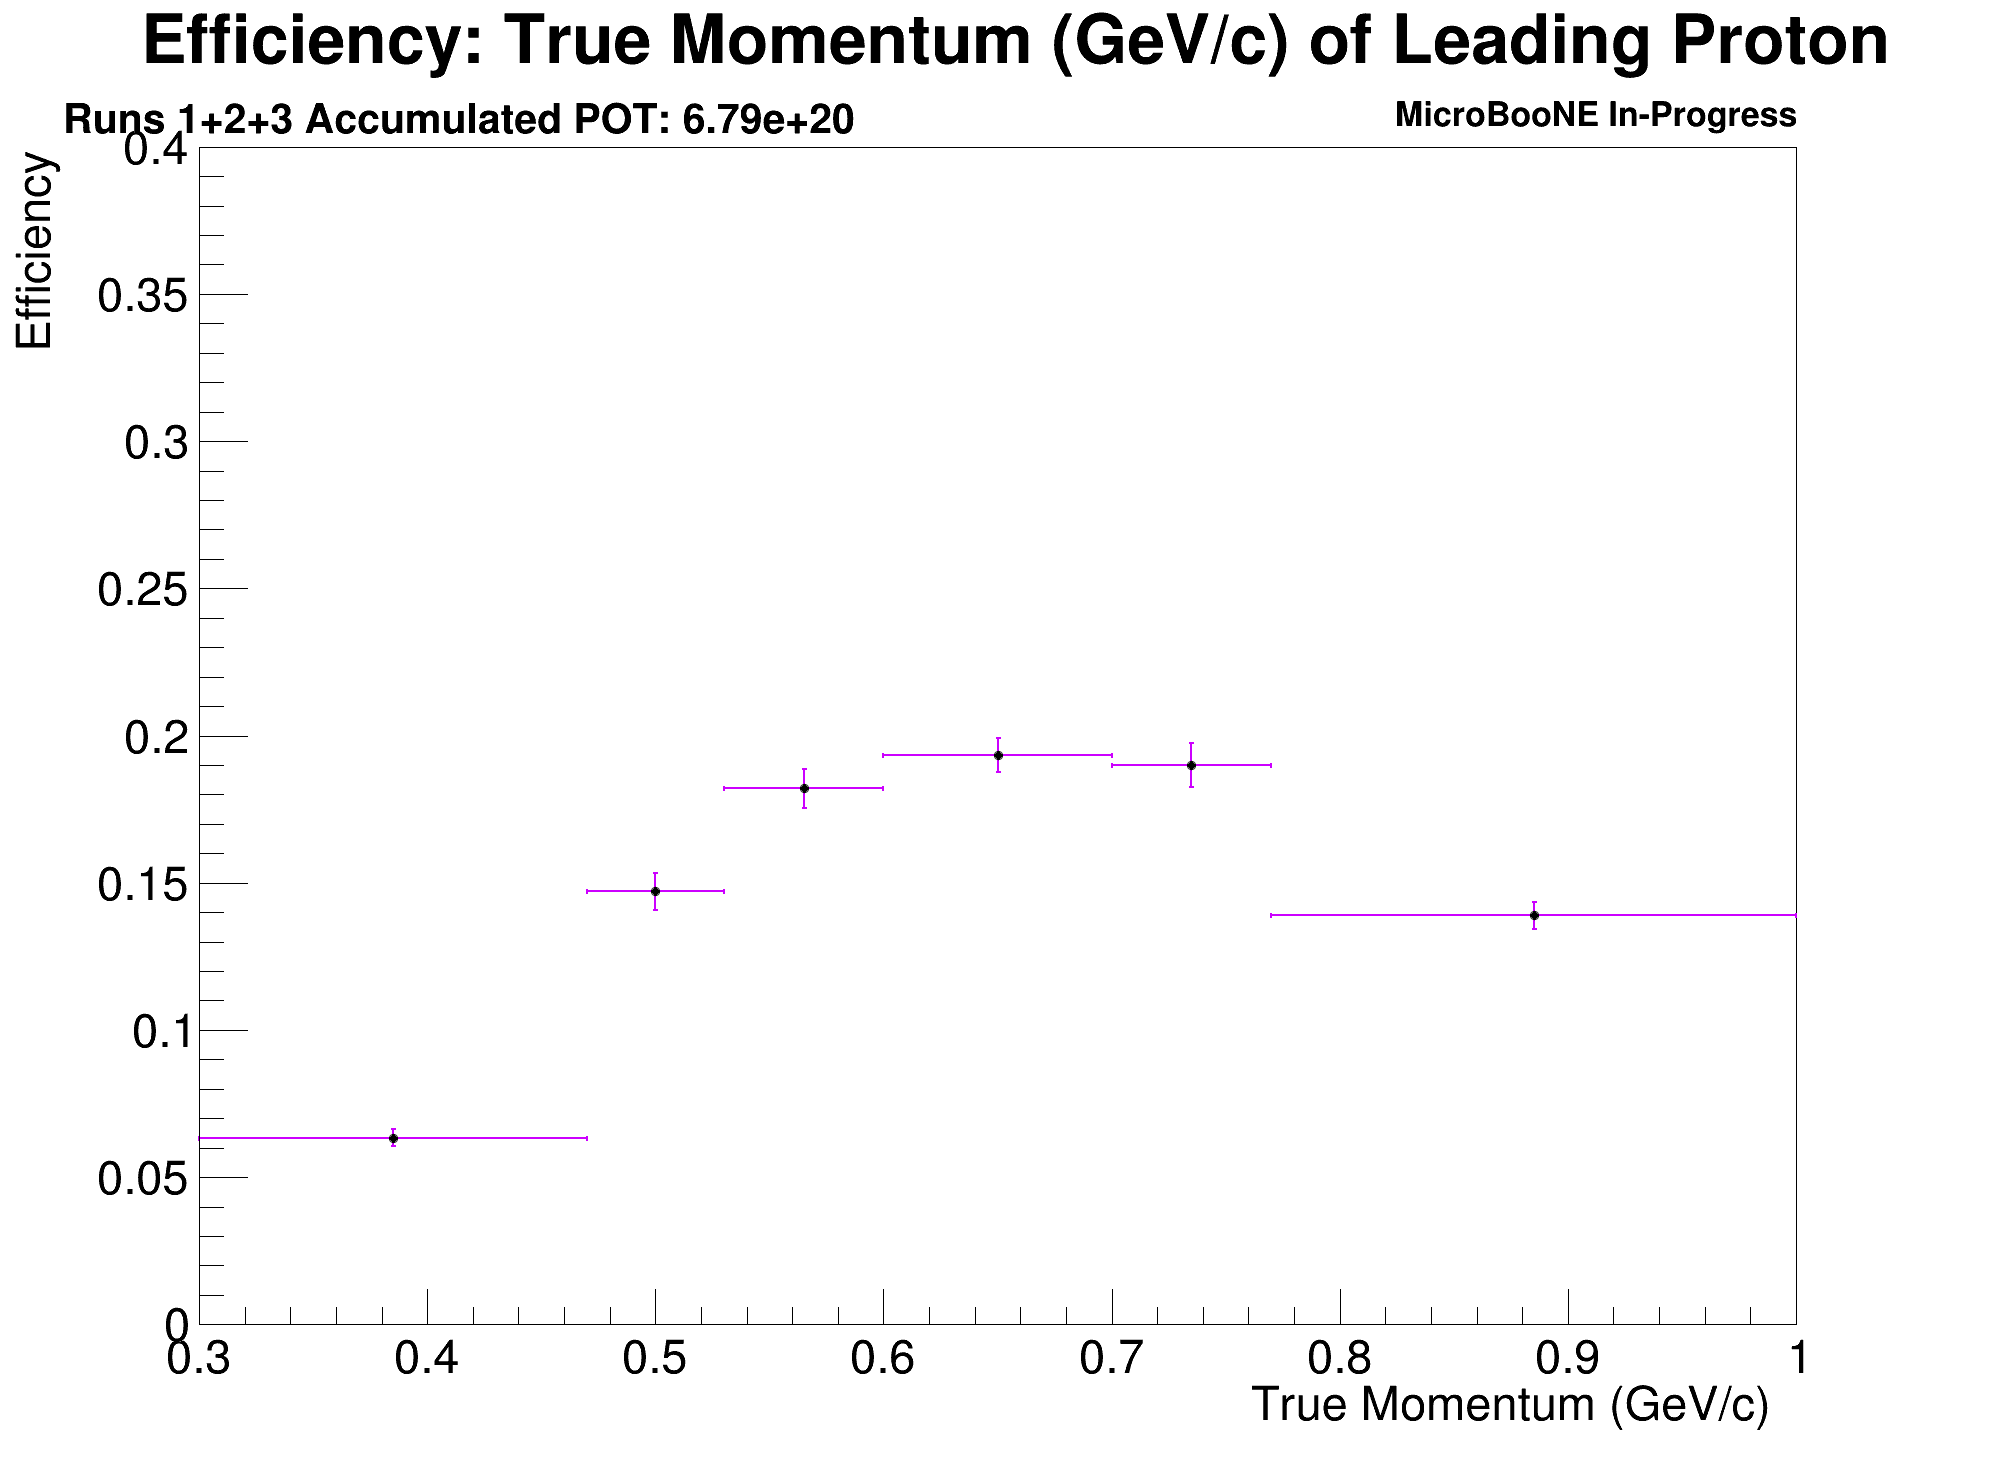 Efficiency: True Momentum (GeV/c) of Leading Proton
Runs 1+2+3 Accumulated POT: 6.79e+20
MicroBooNE In-Progress
Efficiency
0.4
0.35
0.3
0.25
0.2
0.15
0.1
0.05
0
0.3 0.4 0.5 0.6 0.7 0.8 0.9 1
True Momentum (GeV/c)